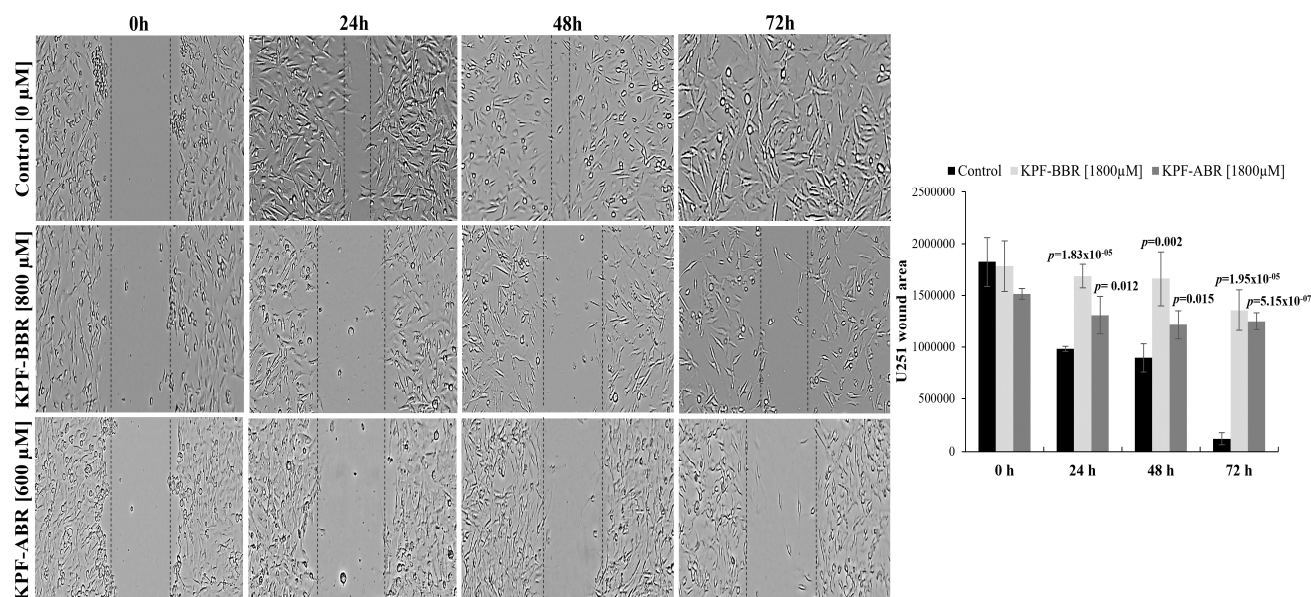 0h 24h 48h 72h
Control [0 µM]
KPF-BBR [800 µM]
KPF-ABR [600 µM]
Control KPF-BBR [1800µM] KPF-ABR [1800µM]
U251 wound area
2500000
2000000
1500000
1000000
500000
0
p=1.83x10⁻⁰⁵
p= 0.012
p=0.002
p=0.015
p=1.95x10⁻⁰⁵
p=5.15x10⁻⁰⁷
0 h 24 h 48 h 72 h